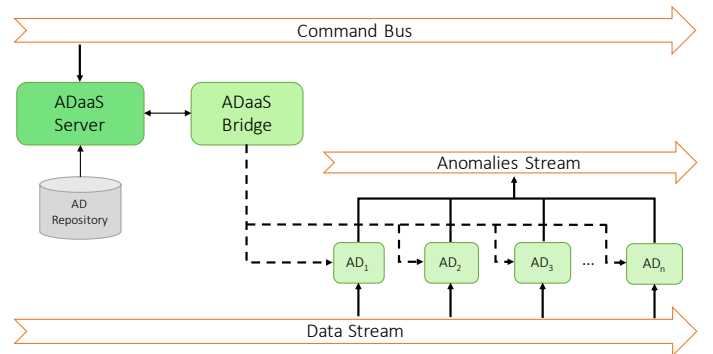 Command Bus
ADaaS
Server
ADaaS
Bridge
Anomalies Stream
AD
Repository
AD₁
AD₂
AD₃
...
ADₙ
Data Stream